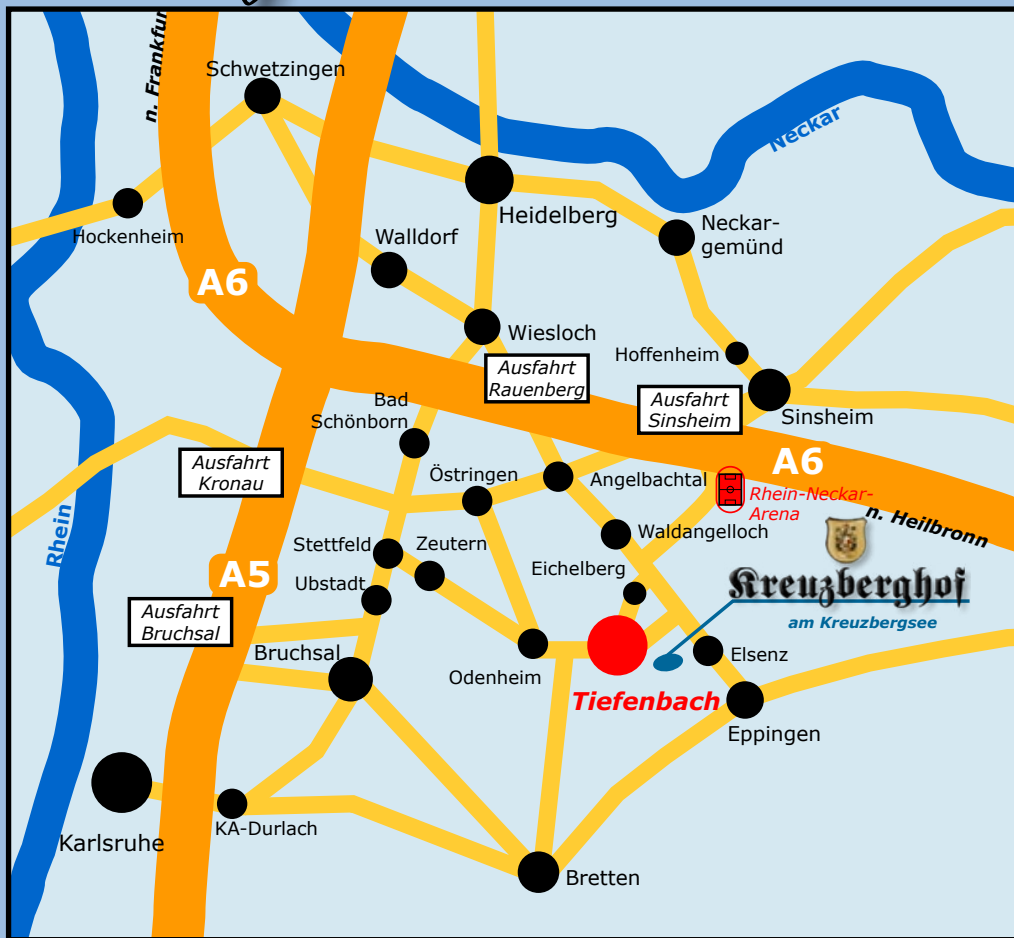 n. Frankfur
Schwetzingen
Neckar
Hockenheim
Heidelberg
Neckar-
gemünd
Walldorf
A6
Wiesloch
Hoffenheim
Ausfahrt
Rauenberg
Ausfahrt
Sinsheim
Sinsheim
Bad
Schönborn
Ausfahrt
Kronau
Östringen
Angelbachtal
A6
Rhein-Neckar-
Arena
n. Heilbronn
Rhein
Waldangelloch
Stettfeld
Zeutern
Eichelberg
A5
Ubstadt
Kreuzberghof
am Kreuzbergsee
Ausfahrt
Bruchsal
Bruchsal
Odenheim
Elsenz
Tiefenbach
Eppingen
Karlsruhe
KA-Durlach
Bretten